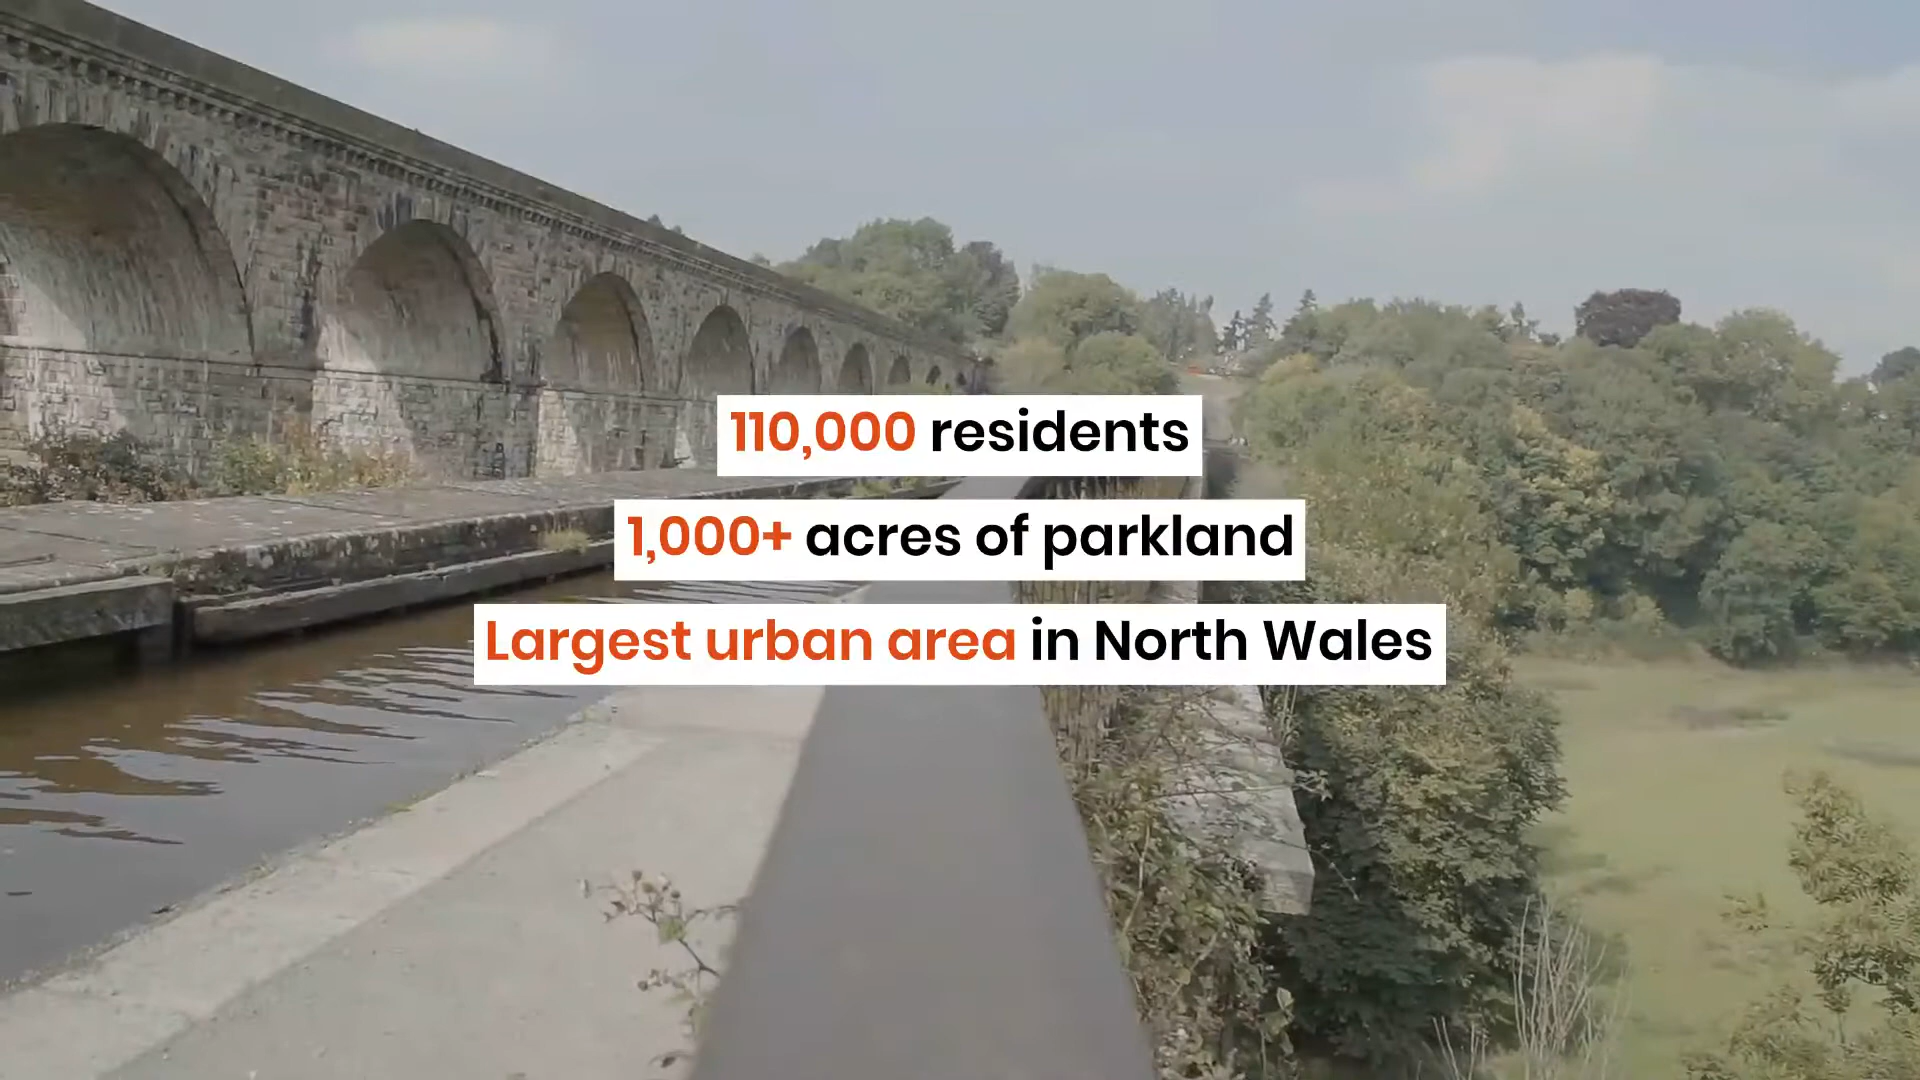 110,000 residents
1,000+ acres of parkland
Largest urban area in North Wales